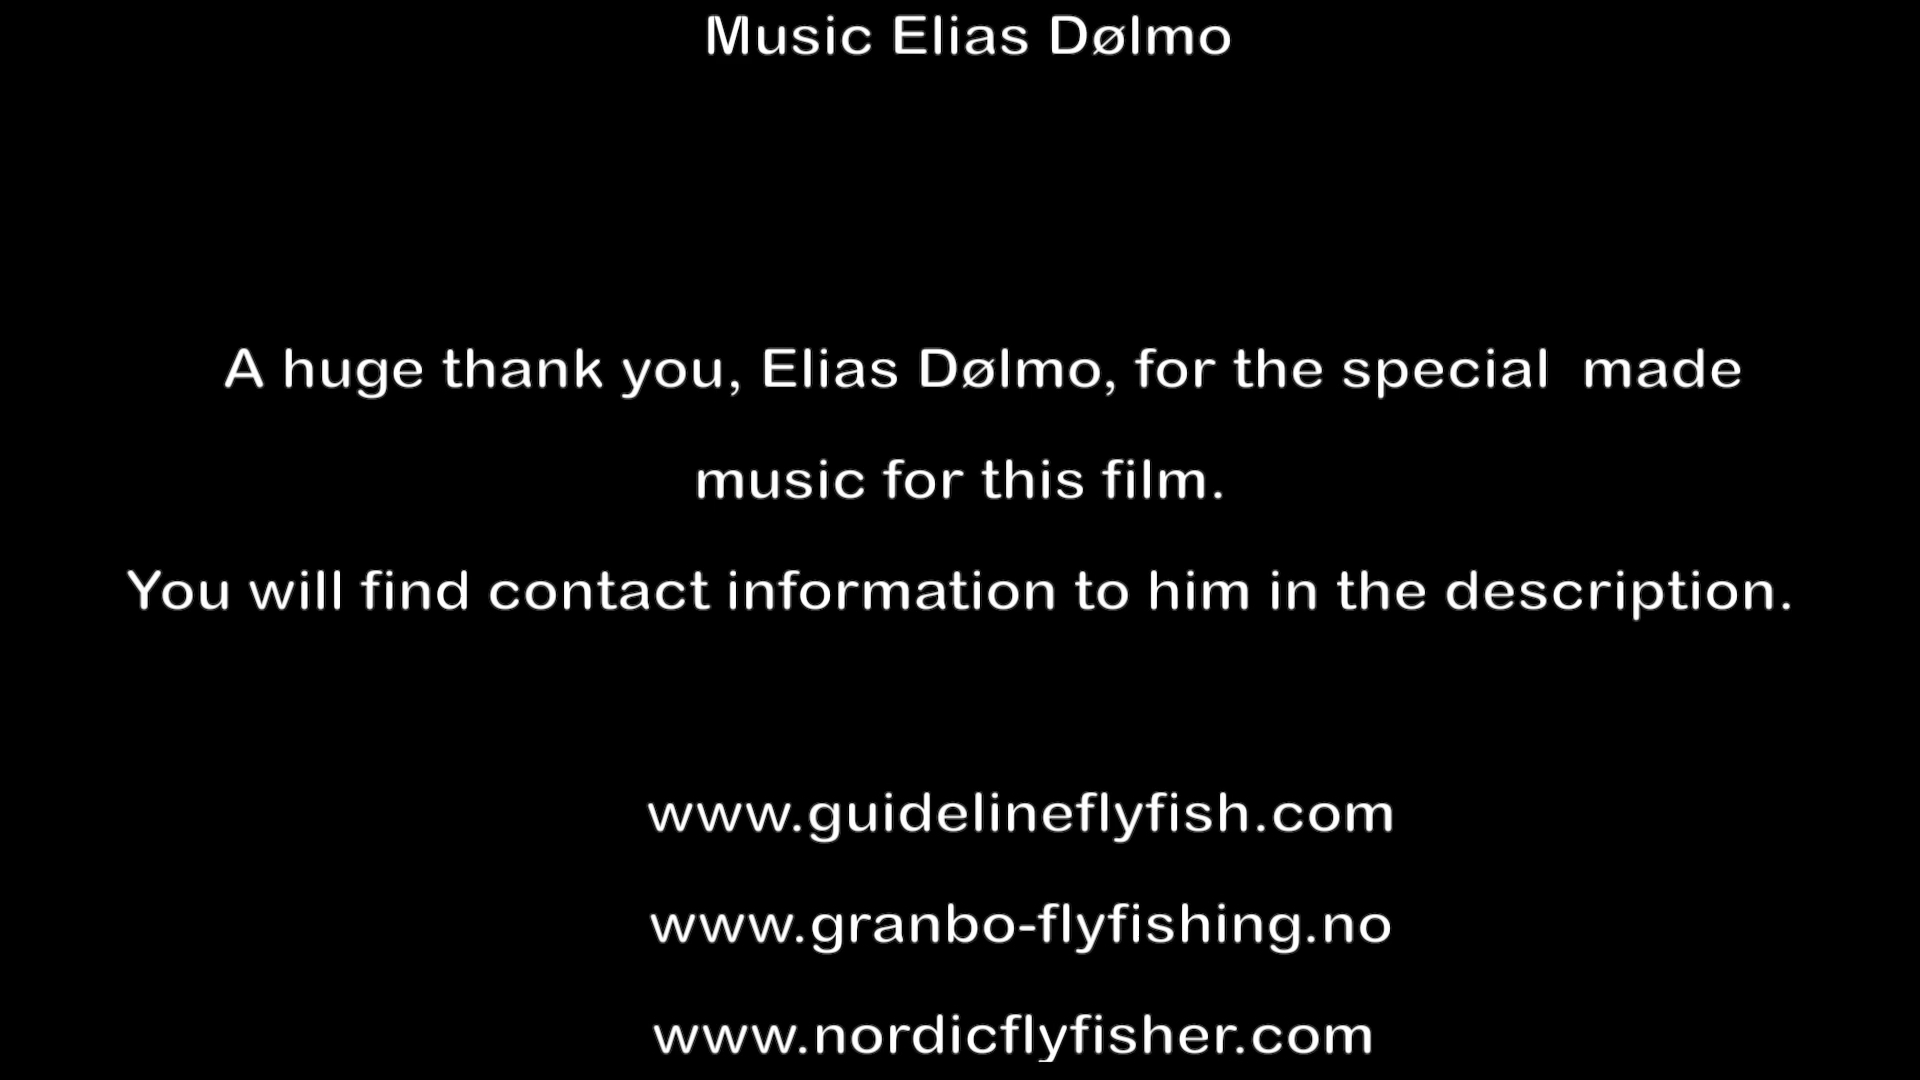 Music Elias Dølmo
A huge thank you, Elias Dølmo, for the special  made
music for this film.
You will find contact information to him in the description.
www.guidelineflyfish.com
www.granbo-flyfishing.no
www.nordicflyfisher.com